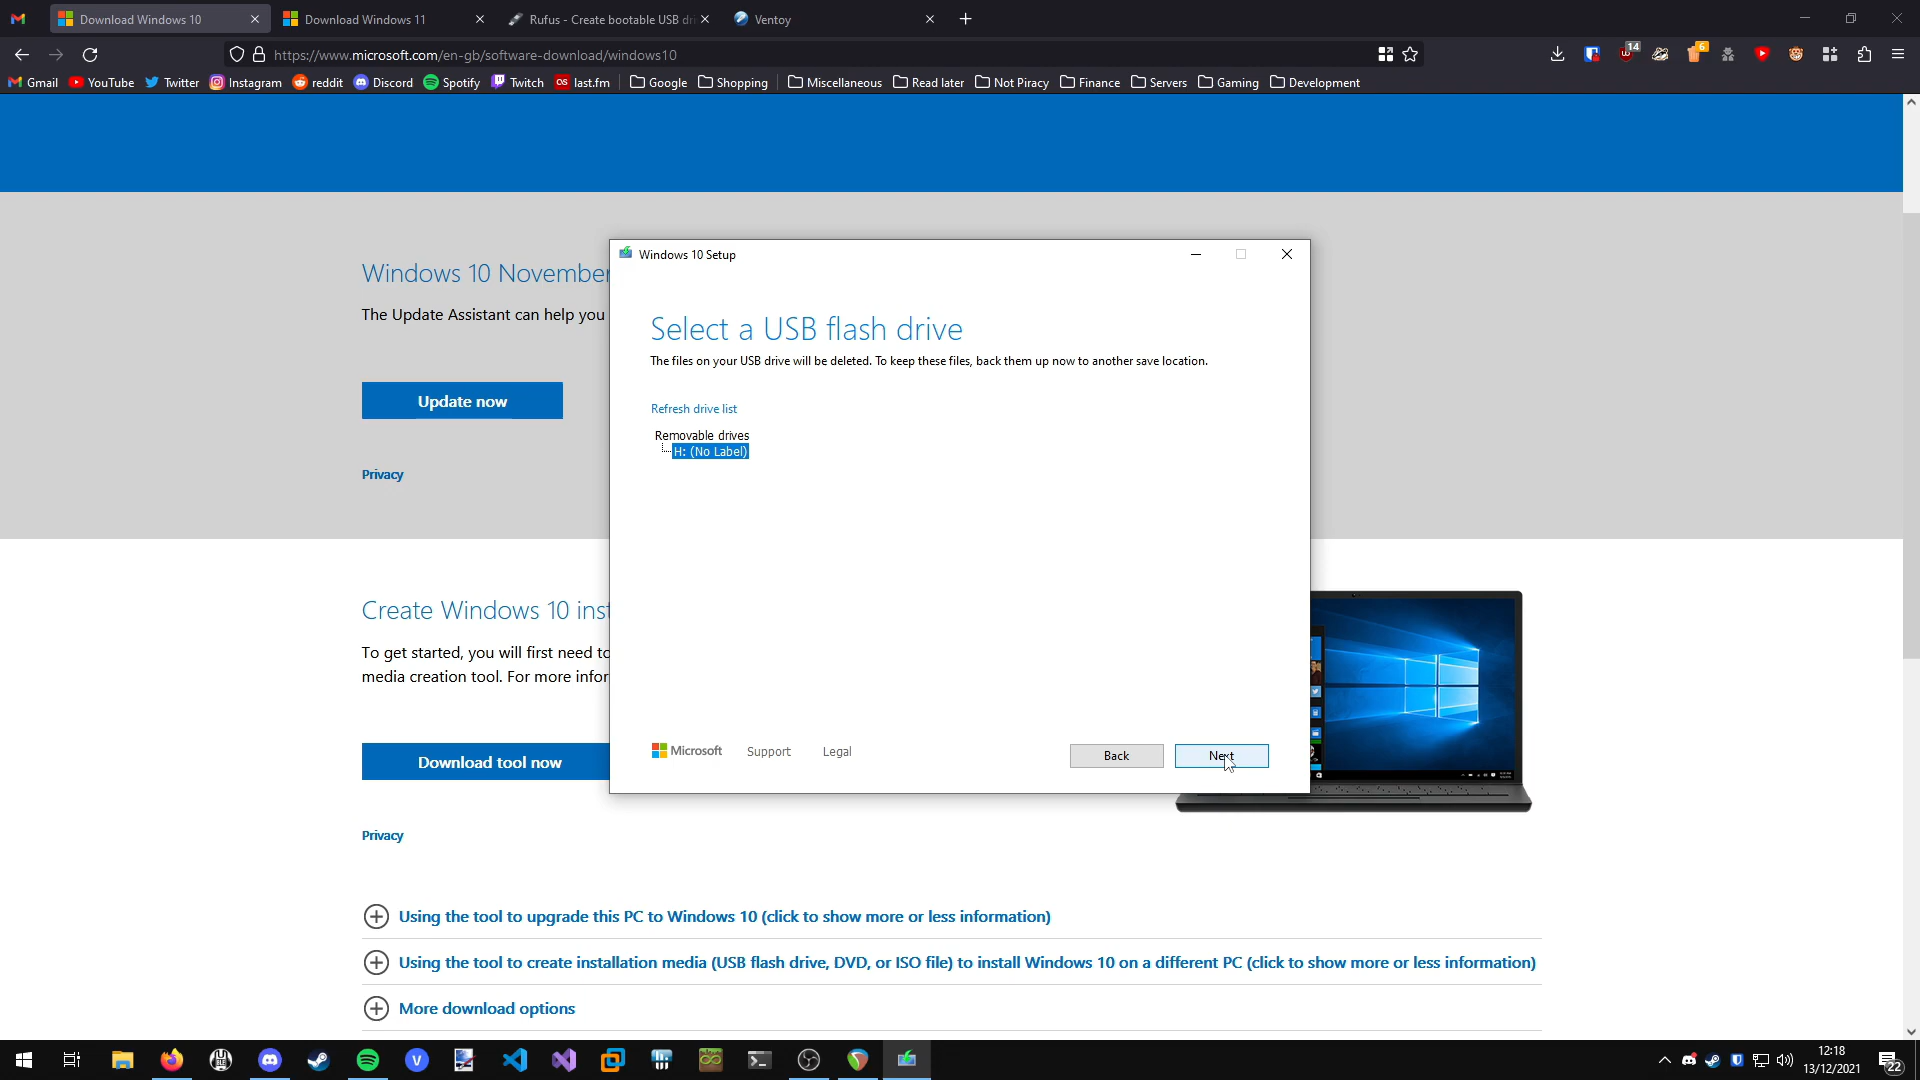 Download Windows 10
Download Windows 11
Rufus - Create bootable USB dri
Ventoy
https://www.microsoft.com/en-gb/software-download/windows10
14
6
Gmail
YouTube
Twitter
Instagram
reddit
Discord
Spotify
Twitch
last.fm
Google
Shopping
Miscellaneous
Read later
Not Piracy
Finance
Servers
Gaming
Development
Windows 10 November
The Update Assistant can help you
Update now
Privacy
Windows 10 Setup
Select a USB flash drive
The files on your USB drive will be deleted. To keep these files, back them up now to another save location.
Refresh drive list
Removable drives
H: (No Label)
Microsoft
Support
Legal
Back
Next
Create Windows 10 inst
To get started, you will first need to
media creation tool. For more infor
Download tool now
Privacy
Using the tool to upgrade this PC to Windows 10 (click to show more or less information)
Using the tool to create installation media (USB flash drive, DVD, or ISO file) to install Windows 10 on a different PC (click to show more or less information)
More download options
12:18
13/12/2021
22